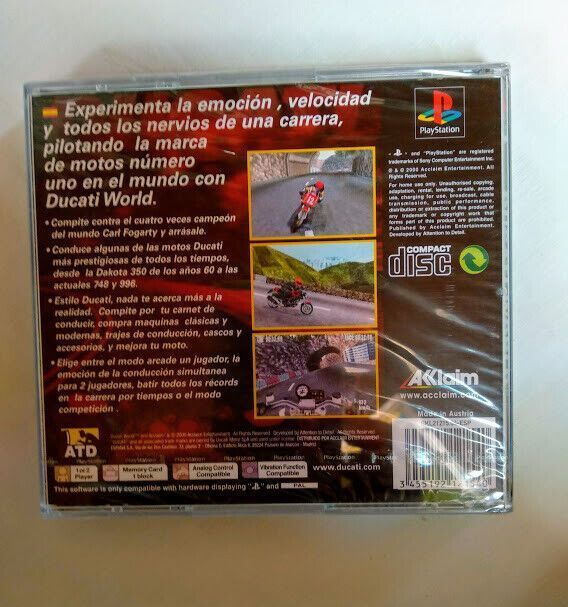 Experimenta la emoción , velocidad
y todos los nervios de una carrera,
pilotando la marca
de motos número
uno en el mundo con
Ducati World.
• Compite contra el cuatro veces campeón
del mundo Carl Fogarty y arrásale.
• Conduce algunas de las motos Ducati
más prestigiosas de todos los tiempos,
desde la Dakota 350 de los años 60 a las
actuales 748 y 996.
• Estilo Ducati, nada te acerca más a la
realidad. Compite por tu carnet de
conducir, compra maquinas clásicas y
modernas, trajes de conducción, cascos y
accesorios, y mejora tu moto.
• Elige entre el modo arcade un jugador, la
emoción de la conducción simultanea
para 2 jugadores, batir todos los récords
en la carrera por tiempos o el modo
competición .
PlayStation
and "PlayStation" are registered
trademarks of Sony Computer Entertainment Inc.
℗ & © 2000 Acclaim Entertainment. All
Rights Reserved.
For home use only. Unauthorised copying,
adaptation, rental, lending, re-sale, arcade
use, charging for use, broadcast, cable
transmission, public performance,
distribution or extraction of this product or
any trademark or copyright work that
forms part of this product are prohibited.
Published by Acclaim Entertainment.
Developed by Attention to Detail.
COMPACT
disc
AKklaim
www.acclaim.com
Made in Austria
ATD
www.ducati.com
DISTRIBUIDO POR ACCLAIM ENTERTAINMENT
1 or 2
Player
Memory Card
1 block
Analog Control
Compatible
Vibration Function
Compatible
This software is only compatible with hardware displaying and PAL